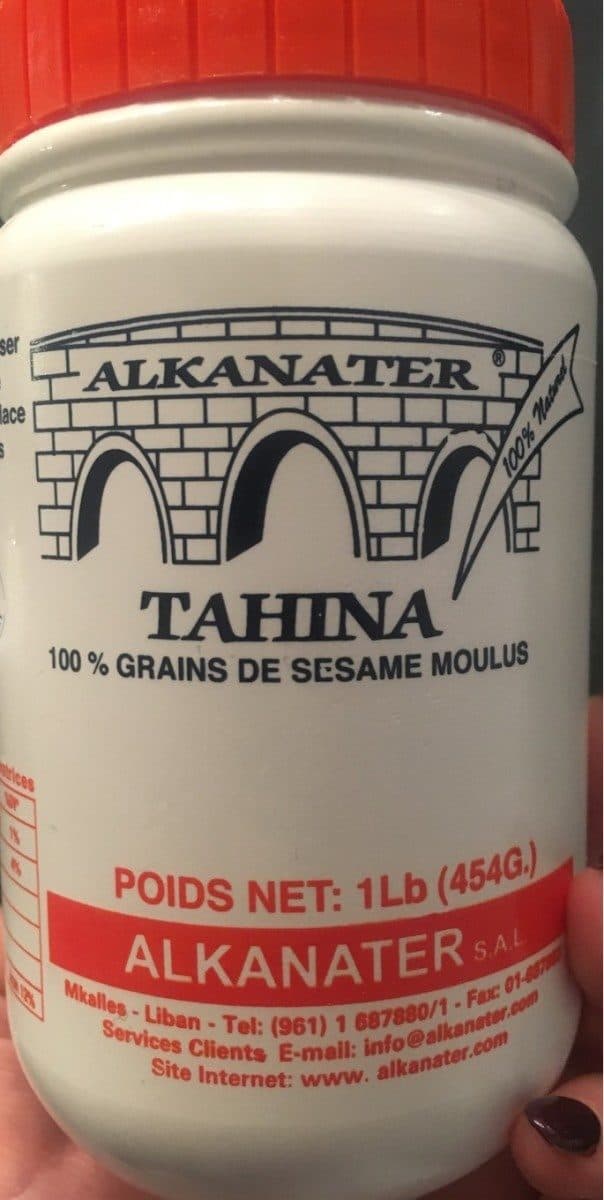 ALKANATER ®
100% Natural
TAHINA
100 % GRAINS DE SESAME MOULUS
POIDS NET: 1Lb (454G.)
ALKANATER S.A.L
Mkalles - Liban - Tel: (961) 1 687880/1 - Fax: 01-
Services Clients E-mail: info@alkanater.com
Site Internet: www. alkanater.com